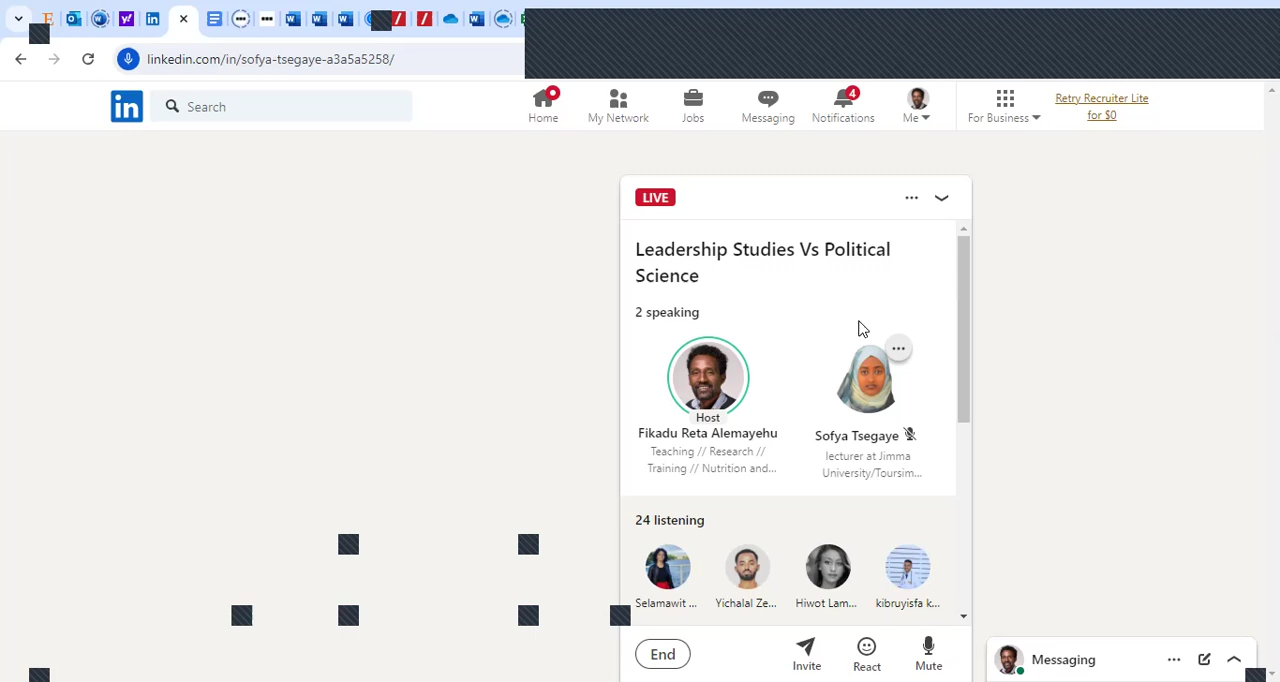 linkedin.com/in/sofya-tsegaye-a3a5a5258/
in
Search
Home
My Network
Jobs
Messaging
4
Notifications
Me
For Business
Retry Recruiter Lite
for $0
LIVE
Leadership Studies Vs Political
Science
2 speaking
Host
Fikadu Reta Alemayehu
Teaching // Research //
Training // Nutrition and...
Sofya Tsegaye
lecturer at Jimma
University/Toursim...
24 listening
Selamawit ...
Yichalal Ze...
Hiwot Lam...
kibruyisfa k...
End
Invite
React
Mute
Messaging